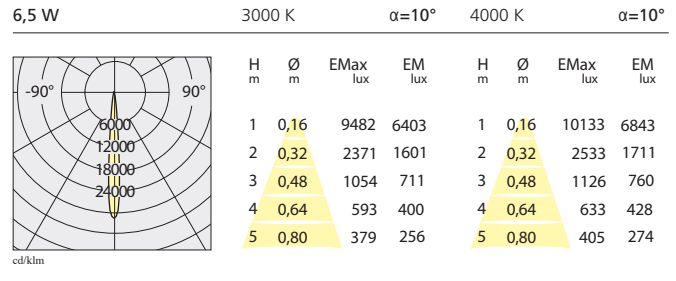 6,5 W 3000 K α=10° 4000 K α=10°
H Ø EMax EM H Ø EMax EM
m m lux lux m m lux lux
-90° 90°
6000
12000
18000
24000
1 0,16 9482 6403 1 0,16 10133 6843
2 0,32 2371 1601 2 0,32 2533 1711
3 0,48 1054 711 3 0,48 1126 760
4 0,64 593 400 4 0,64 633 428
5 0,80 379 256 5 0,80 405 274
cd/klm